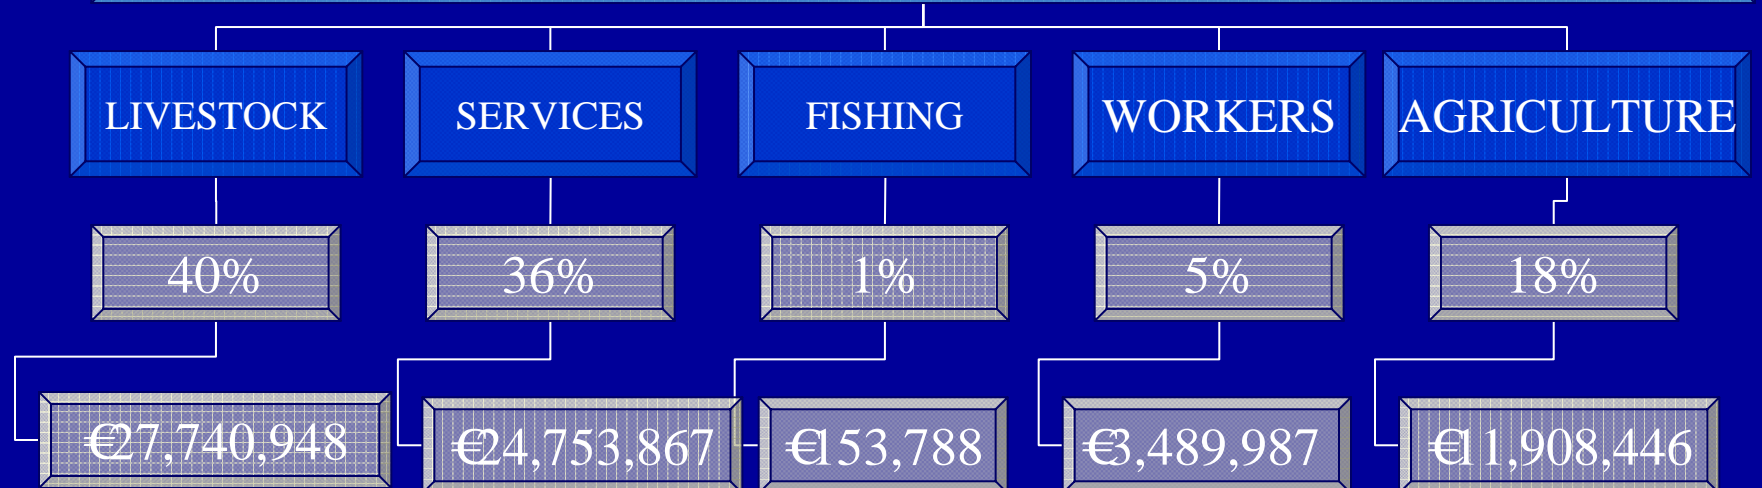 LIVESTOCK
SERVICES
FISHING
WORKERS
AGRICULTURE
40%
36%
1%
5%
18%
€27,740,948
€24,753,867
€153,788
€3,489,987
€11,908,446